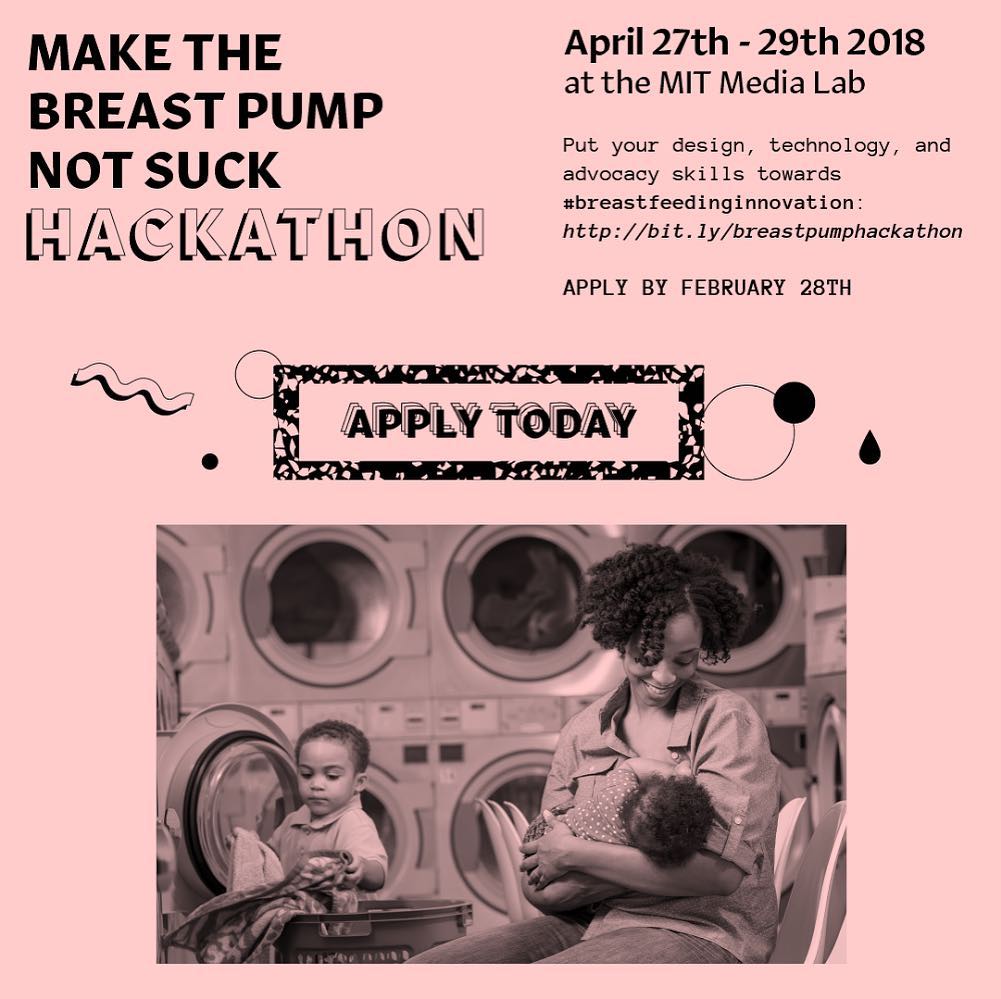 MAKE THE
BREAST PUMP
NOT SUCK
HACKATHON
April 27th - 29th 2018
at the MIT Media Lab
Put your design, technology, and
advocacy skills towards
#breastfeedinginnovation:
http://bit.ly/breastpumphackathon
APPLY BY FEBRUARY 28TH
APPLY TODAY